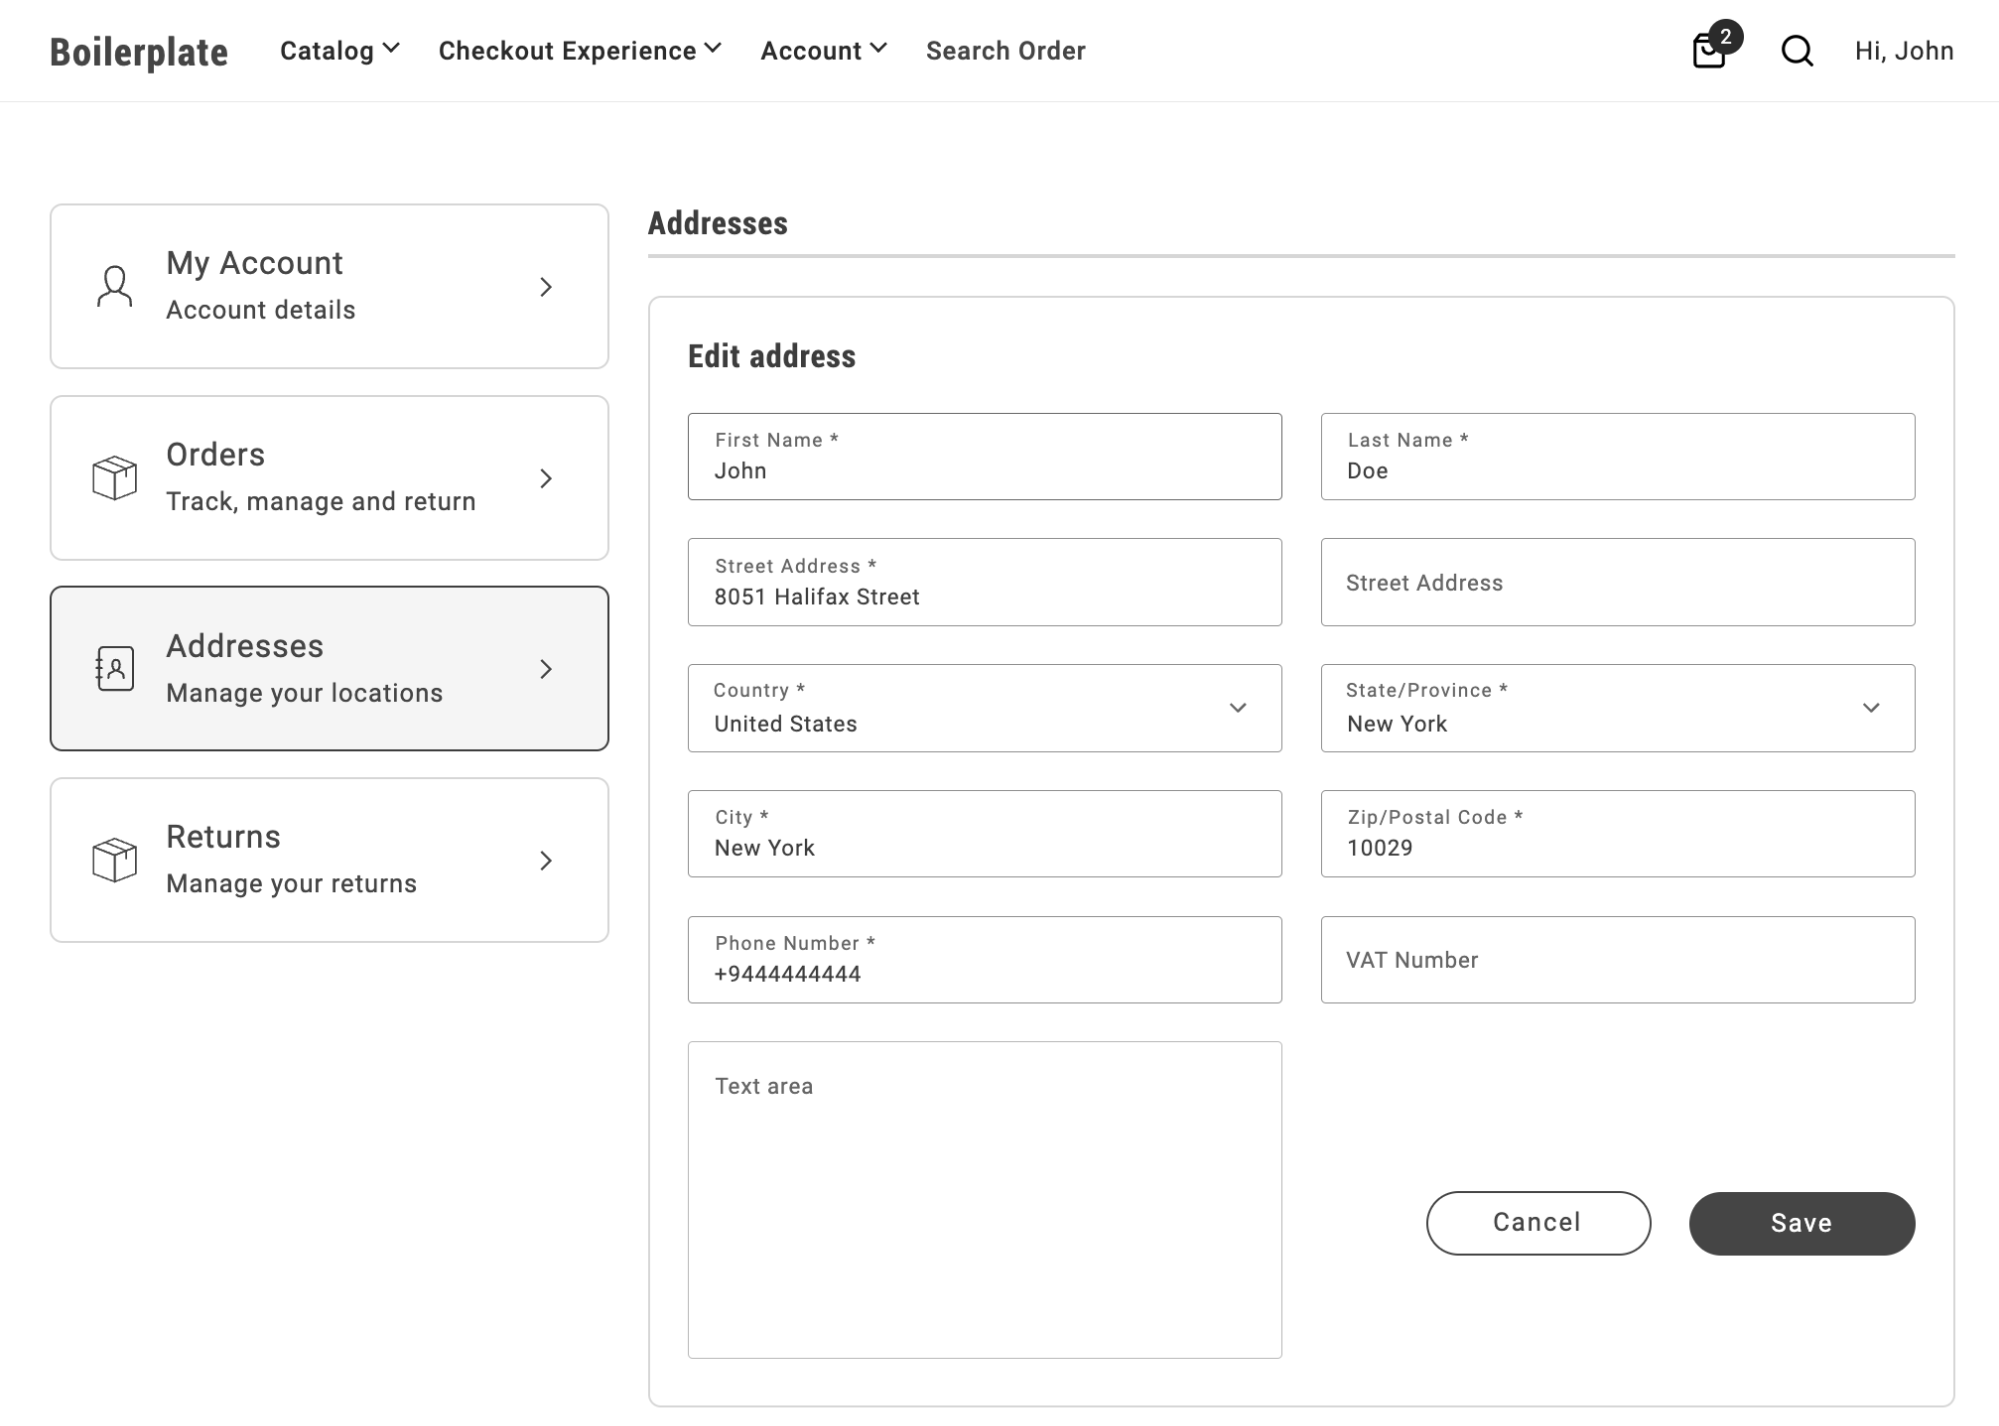 Boilerplate
Catalog
Checkout Experience
Account
Search Order
2
Hi, John
My Account
Account details
Orders
Track, manage and return
Addresses
Manage your locations
Returns
Manage your returns
Addresses
Edit address
First Name *
John
Last Name *
Doe
Street Address *
8051 Halifax Street
Street Address
Country *
United States
State/Province *
New York
City *
New York
Zip/Postal Code *
10029
Phone Number *
+9444444444
VAT Number
Text area
Cancel
Save